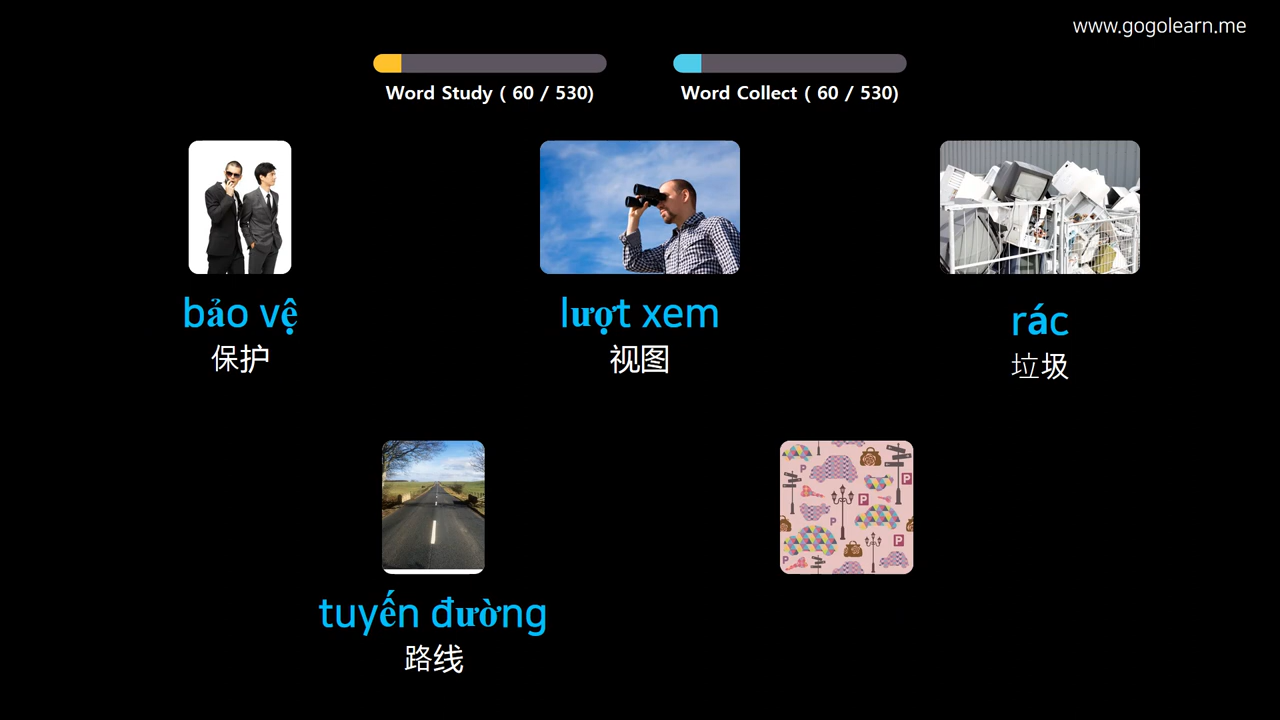 www.gogolearn.me
Word Study ( 60 / 530)
Word Collect ( 60 / 530)
bảo vệ
保护
lượt xem
视图
rác
垃圾
tuyến đường
路线
P
P
P
P
P
P